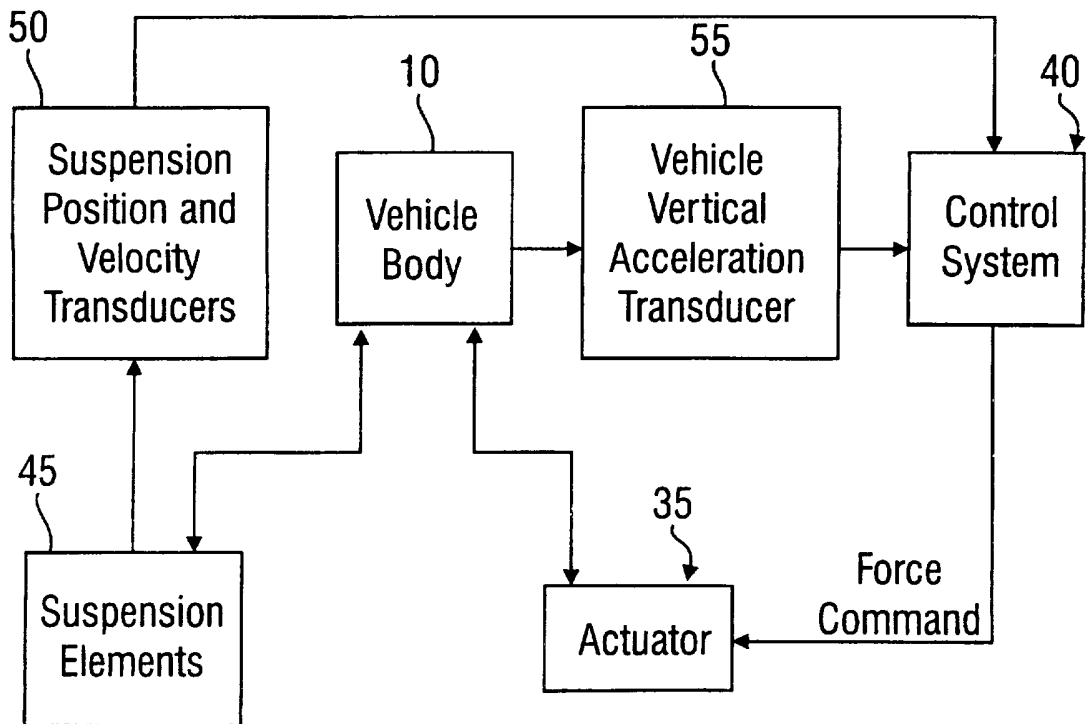 50
Suspension
Position and
Velocity
Transducers
10
Vehicle
Body
55
Vehicle
Vertical
Acceleration
Transducer
40
Control
System
45
Suspension
Elements
35
Actuator
Force
Command